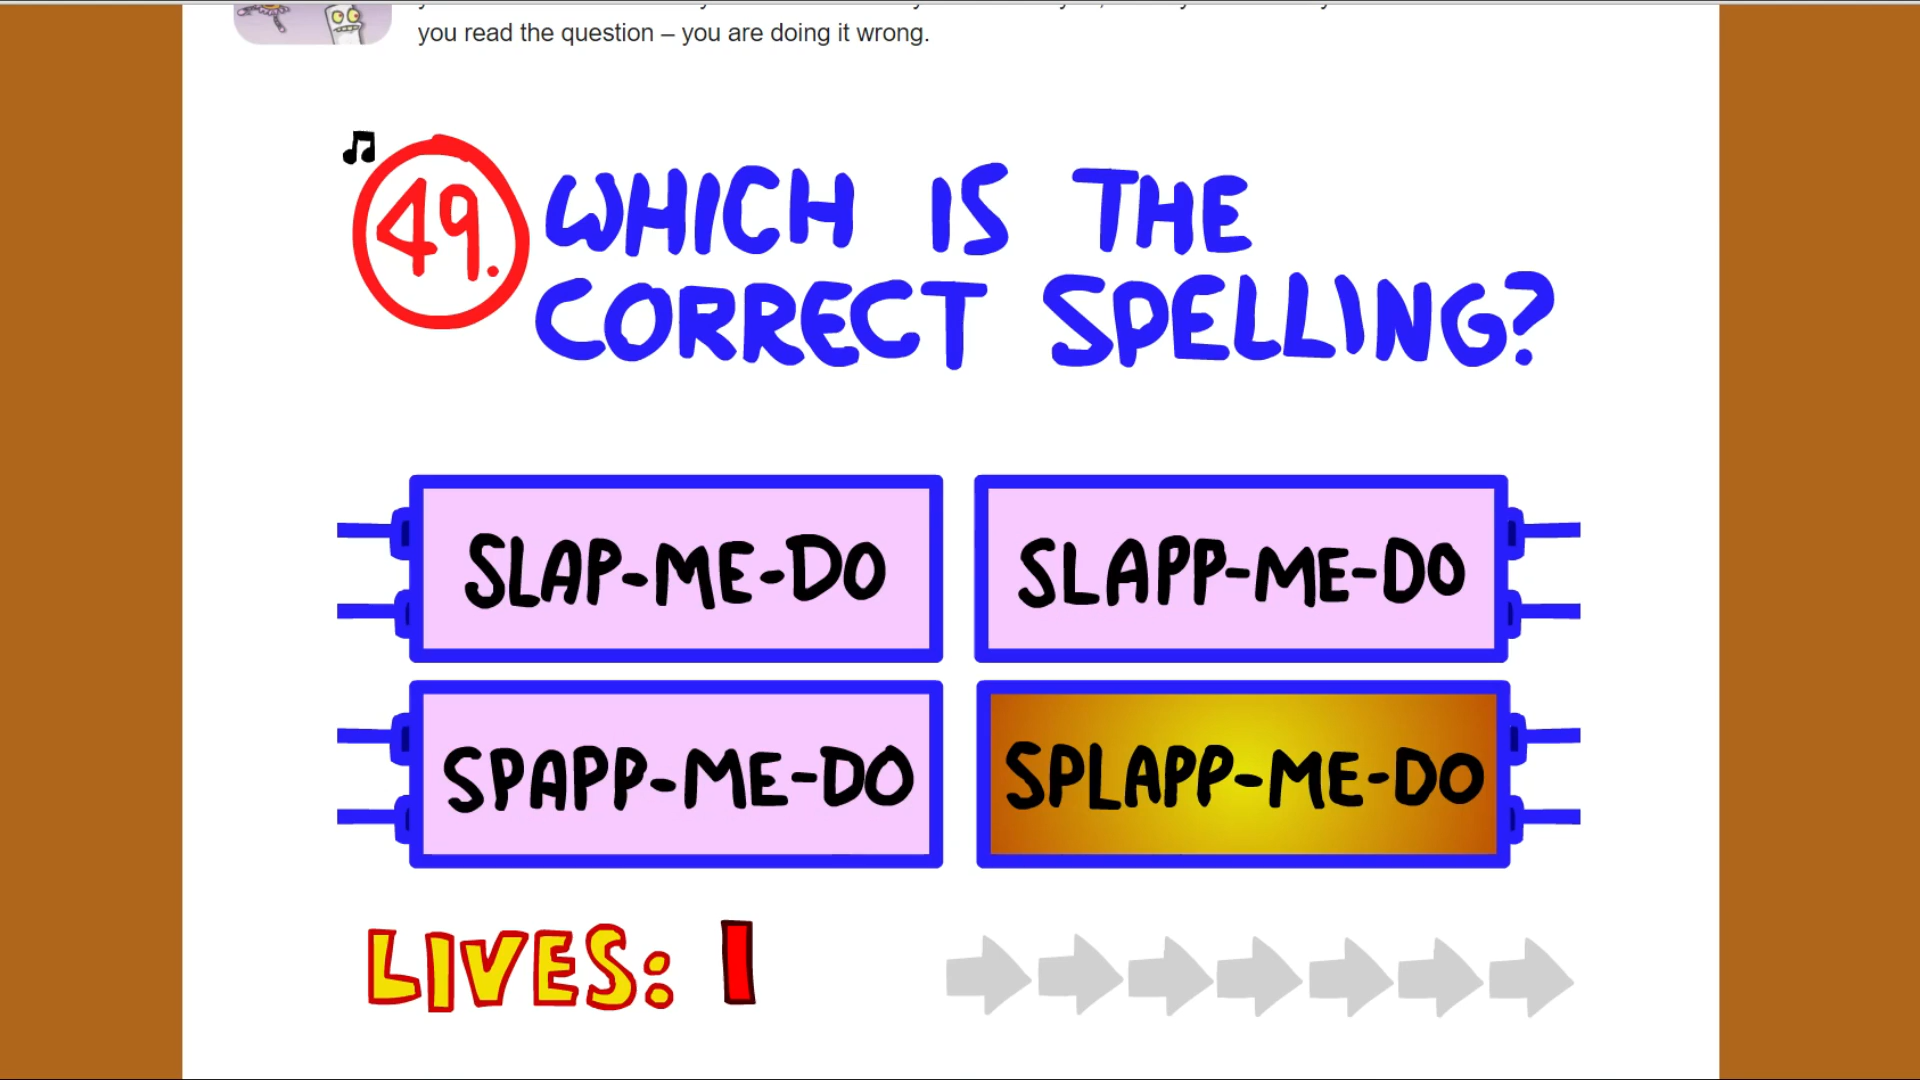 you read the question – you are doing it wrong.
49. WHICH IS THE
CORRECT SPELLING?
SLAP-ME-DO
SLAPP-ME-DO
SPAPP-ME-DO
SPLAPP-ME-DO
LIVES: 1